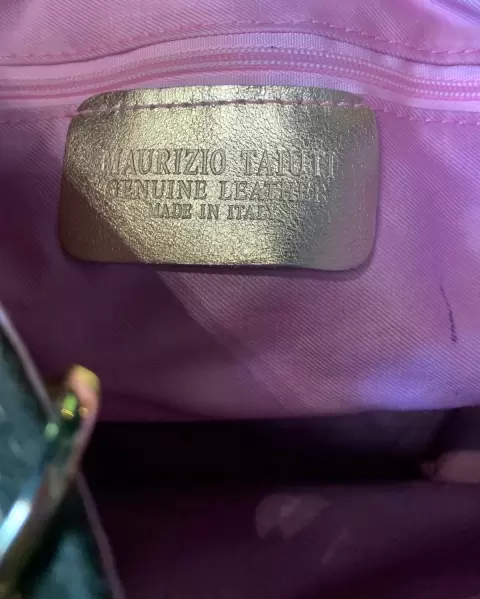 MAURIZIO TAIUTI
GENUINE LEATHER
MADE IN ITALY